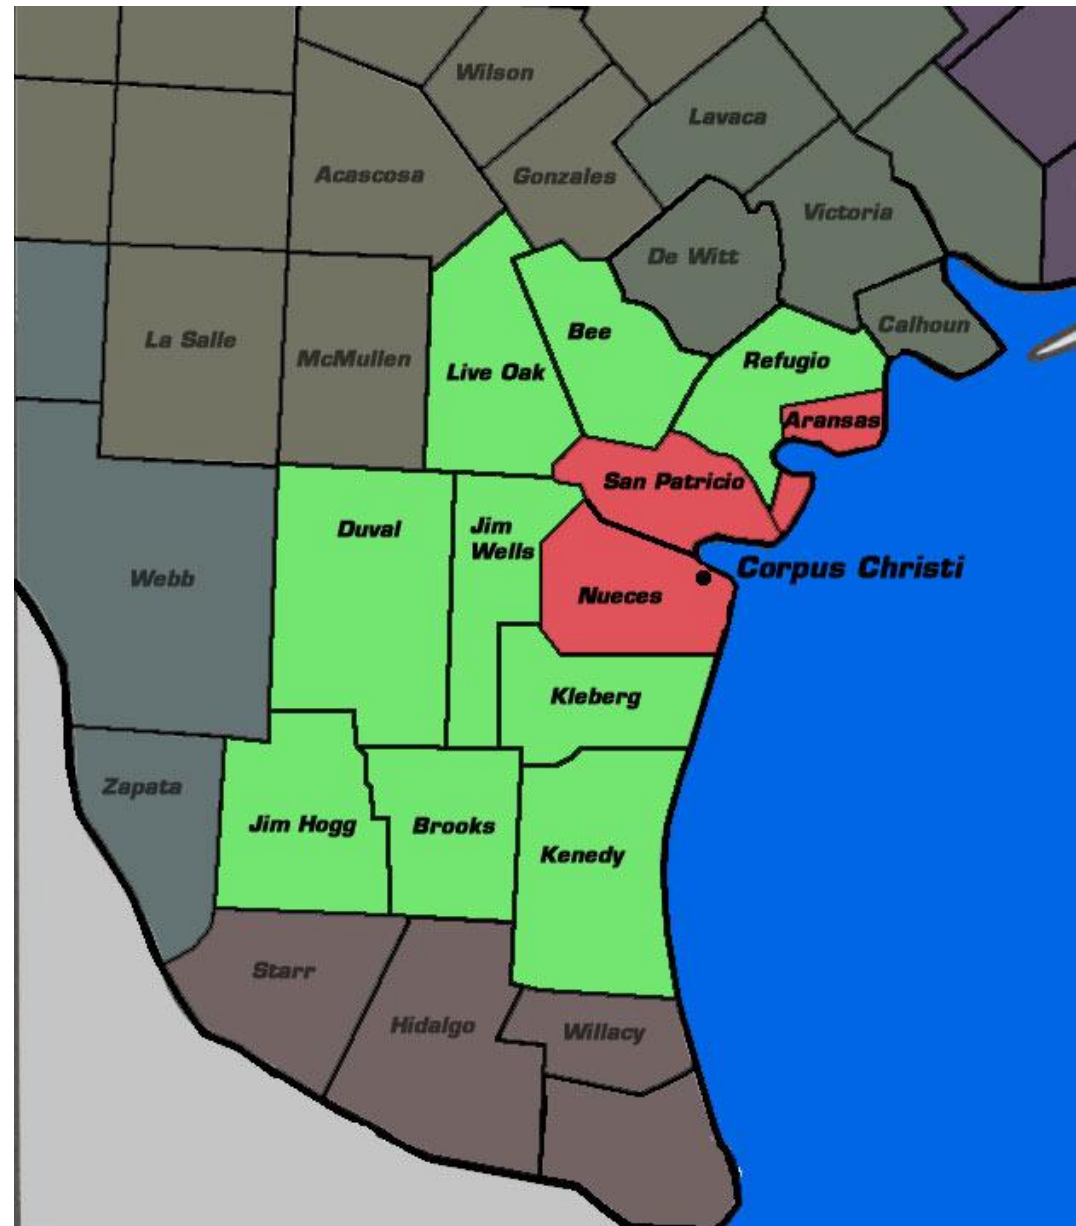 Wilson
Lavaca
Acascosa
Gonzales
Victoria
De Witt
Calhoun
La Salle
McMullen
Live Oak
Bee
Refugio
Aransas
San Patricio
Duval
Jim
Wells
Corpus Christi
Webb
Nueces
Kleberg
Zapata
Jim Hogg
Brooks
Kenedy
Starr
Hidalgo
Willacy